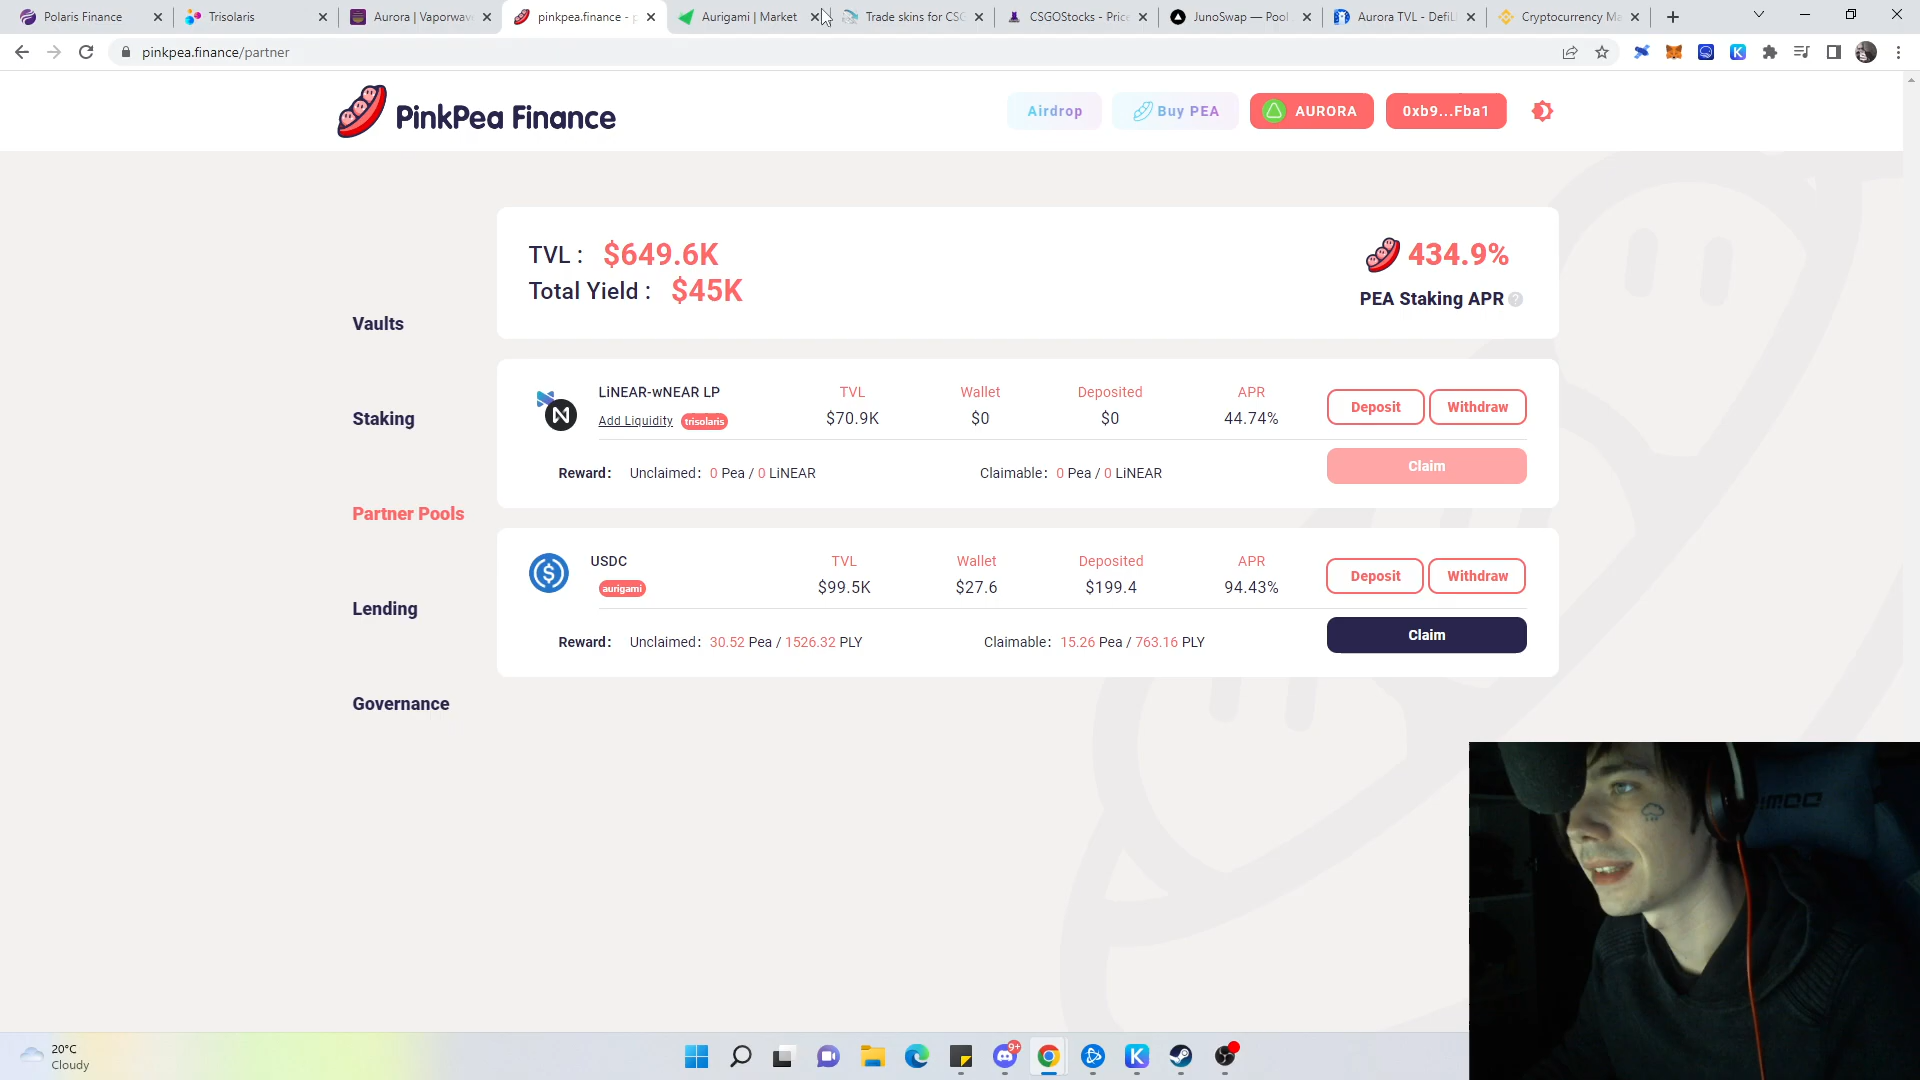 Polaris Finance
Trisolaris
Aurora | Vaporwav
pinkpea.finance - p
Aurigami | Market
Trade skins for CSG
CSGOStocks - Price
JunoSwap — Pool
Aurora TVL - DefiL
Cryptocurrency Ma
pinkpea.finance/partner
PinkPea Finance
Airdrop
Buy PEA
AURORA
0xb9...Fba1
TVL : $649.6K
Total Yield : $45K
434.9%
PEA Staking APR ?
Vaults
Staking
Partner Pools
Lending
Governance
LiNEAR-wNEAR LP
Add Liquidity trisolaris
TVL
$70.9K
Wallet
$0
Deposited
$0
APR
44.74%
Deposit
Withdraw
Reward: Unclaimed: 0 Pea / 0 LiNEAR
Claimable: 0 Pea / 0 LiNEAR
Claim
USDC
aurigami
TVL
$99.5K
Wallet
$27.6
Deposited
$199.4
APR
94.43%
Deposit
Withdraw
Reward: Unclaimed: 30.52 Pea / 1526.32 PLY
Claimable: 15.26 Pea / 763.16 PLY
Claim
20°C
Cloudy
9+